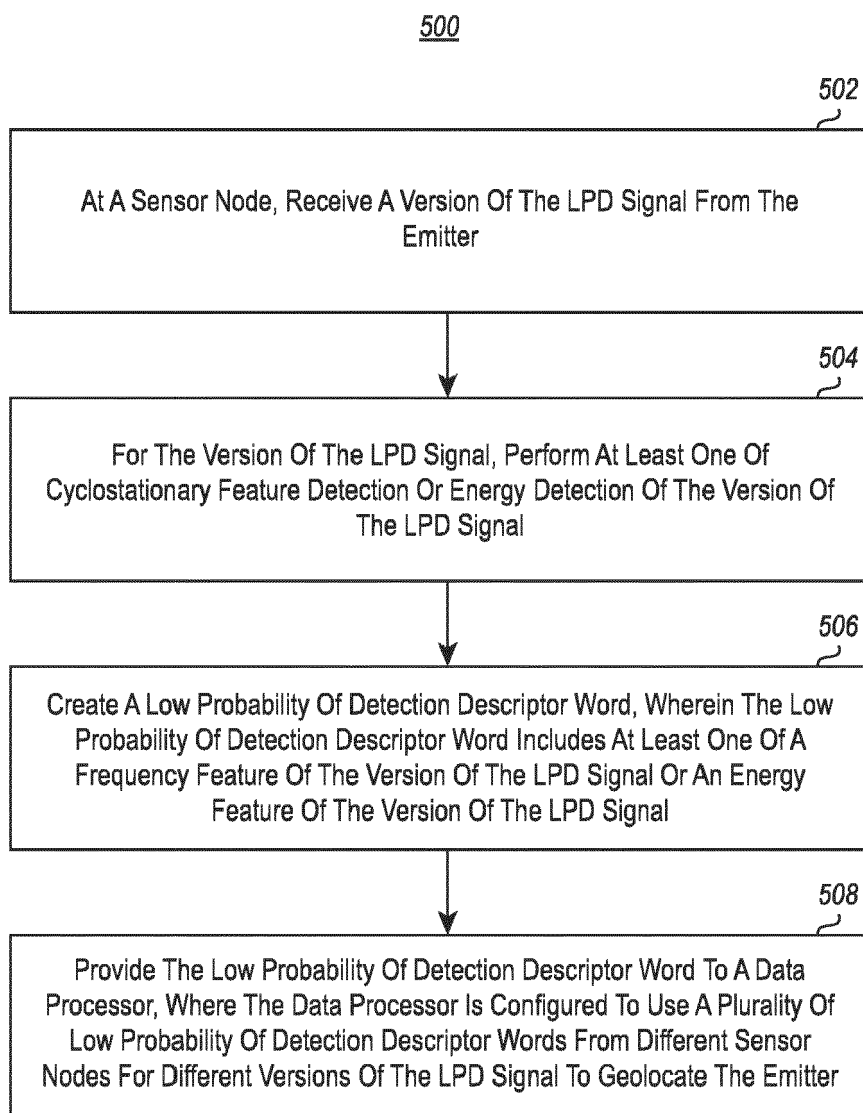 500
502
At A Sensor Node, Receive A Version Of The LPD Signal From The
Emitter
504
For The Version Of The LPD Signal, Perform At Least One Of
Cyclostationary Feature Detection Or Energy Detection Of The Version Of
The LPD Signal
506
Create A Low Probability Of Detection Descriptor Word, Wherein The Low
Probability Of Detection Descriptor Word Includes At Least One Of A
Frequency Feature Of The Version Of The LPD Signal Or An Energy
Feature Of The Version Of The LPD Signal
508
Provide The Low Probability Of Detection Descriptor Word To A Data
Processor, Where The Data Processor Is Configured To Use A Plurality Of
Low Probability Of Detection Descriptor Words From Different Sensor
Nodes For Different Versions Of The LPD Signal To Geolocate The Emitter